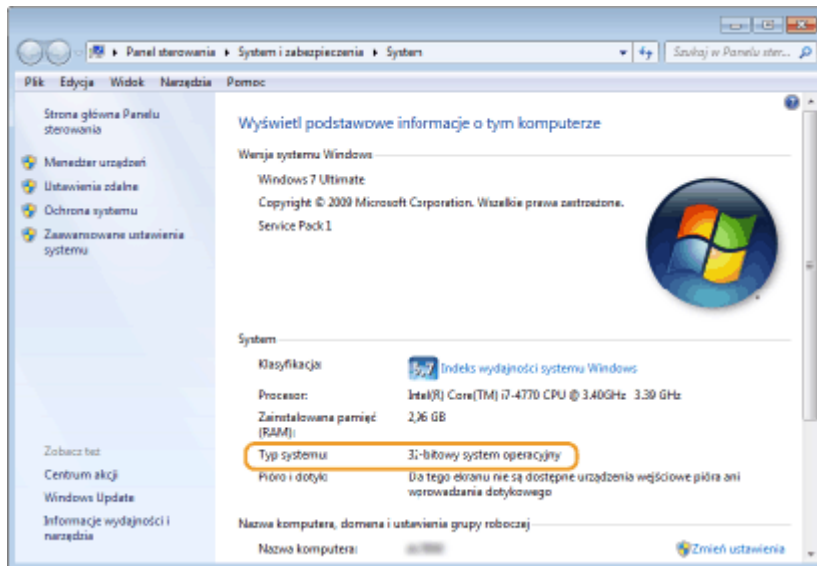 Panel sterowania ▸ System i zabezpieczenia ▸ System
Szukaj w Panelu ster...
Plik Edycja Widok Narzędzia Pomoc
Strona główna Panelu
sterowania
Menedżer urządzeń
Ustawienia zdalne
Ochrona systemu
Zaawansowane ustawienia
systemu
Zobacz też
Centrum akcji
Windows Update
Informacje wydajności i
narzędzia
Wyświetl podstawowe informacje o tym komputerze
Wersja systemu Windows
Windows 7 Ultimate
Copyright © 2009 Microsoft Corporation. Wszelkie prawa zastrzeżone.
Service Pack 1
System
Klasyfikacja:
Indeks wydajności systemu Windows
Procesor: Intel(R) Core(TM) i7-4770 CPU @ 3.40GHz 3.39 GHz
Zainstalowana pamięć
(RAM):
GB
Typ systemu: 32-bitowy system operacyjny
Pióro i dotyk: Dla tego ekranu nie są dostępne urządzenia wejściowe pióra ani
wprowadzania dotykowego
Nazwa komputera, domena i ustawienia grupy roboczej
Nazwa komputera:
Zmień ustawienia